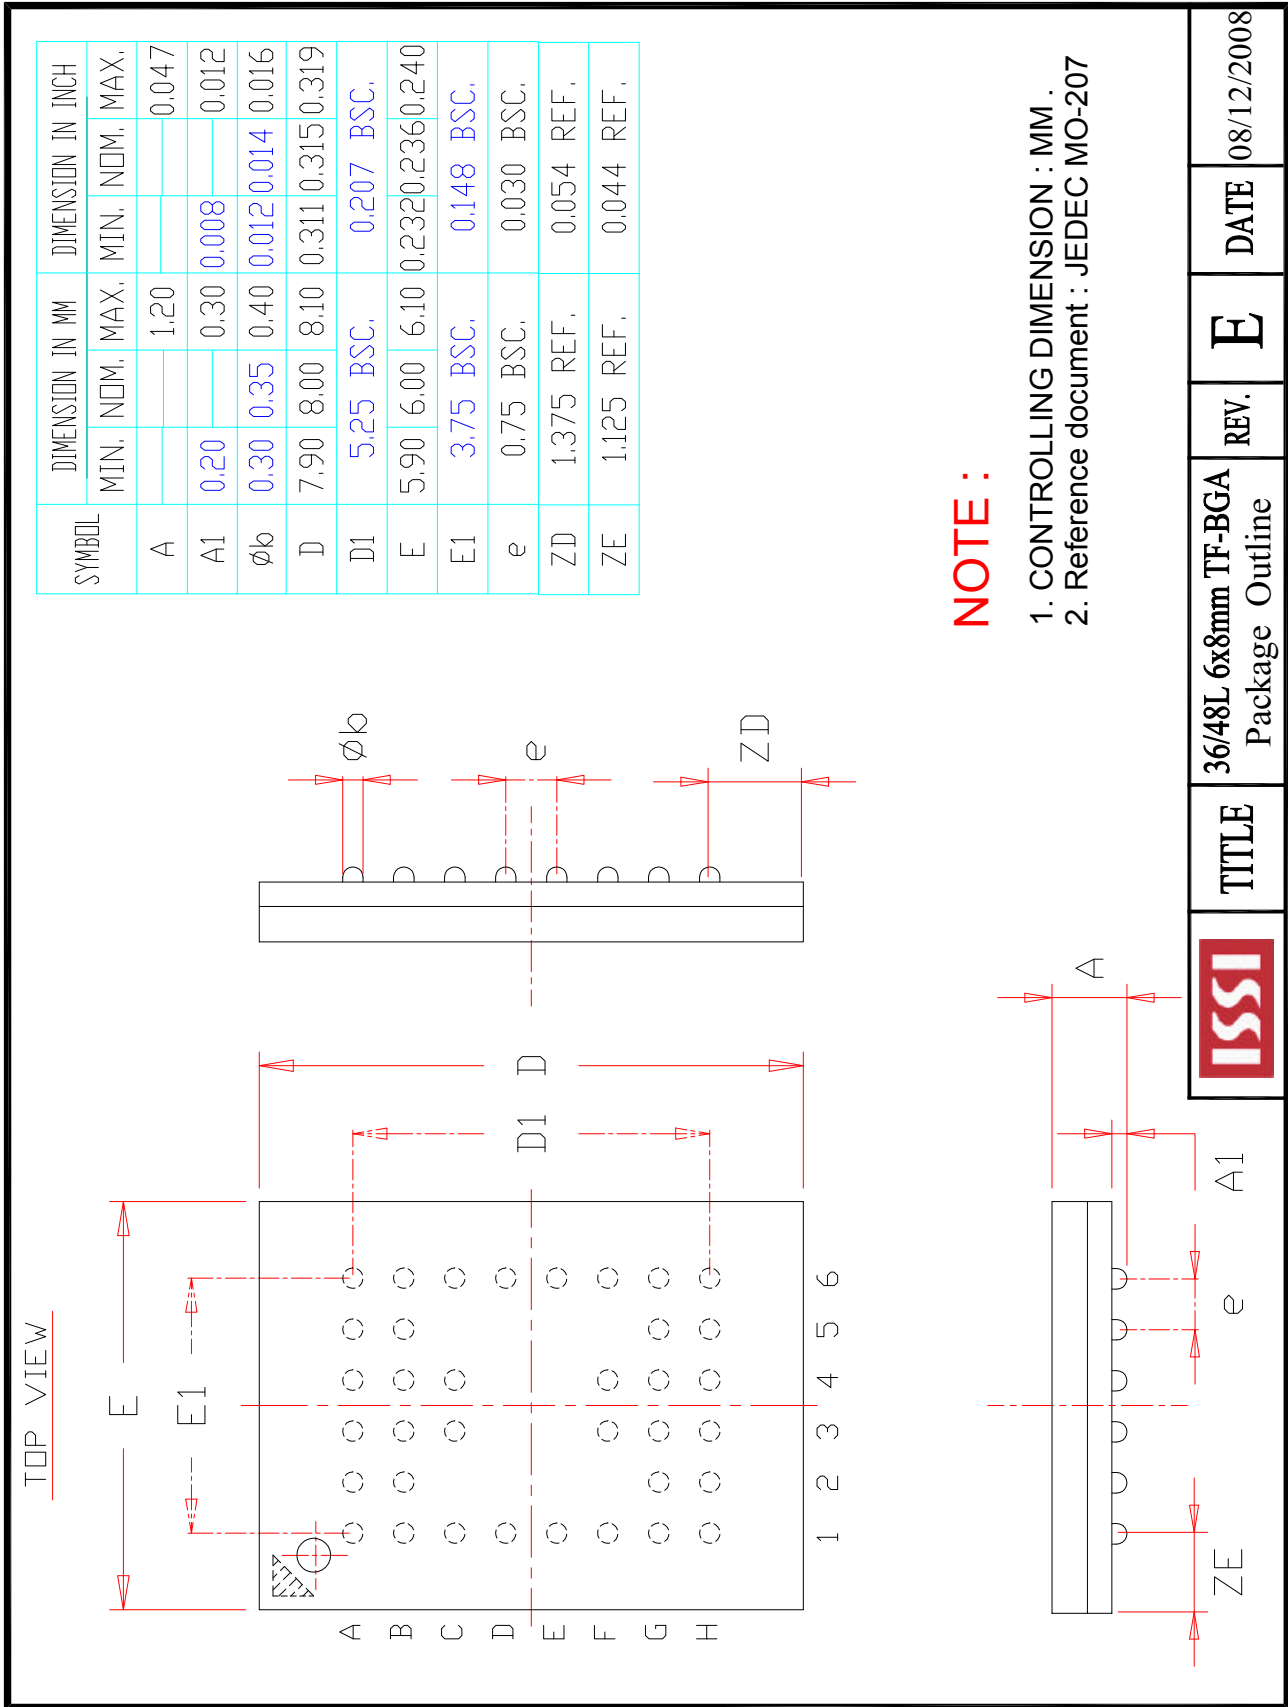 TOP VIEW
E
E1
A
B
C
D
E
F
G
H
1 2 3 4 5 6
D1
D
Øb
e
ZD
ZE
e
A1
A
SYMBOL DIMENSION IN MM DIMENSION IN INCH
MIN. NOM. MAX. MIN. NOM. MAX.
A 1.20 0.047
A1 0.20 0.30 0.008 0.012
Øb 0.30 0.35 0.40 0.012 0.014 0.016
D 7.90 8.00 8.10 0.311 0.315 0.319
D1 5.25 BSC. 0.207 BSC.
E 5.90 6.00 6.10 0.232 0.236 0.240
E1 3.75 BSC. 0.148 BSC.
e 0.75 BSC. 0.030 BSC.
ZD 1.375 REF. 0.054 REF.
ZE 1.125 REF. 0.044 REF.
NOTE :
1. CONTROLLING DIMENSION : MM .
2. Reference document : JEDEC MO-207
ISSI
TITLE
36/48L 6x8mm TF-BGA
Package Outline
REV.
E
DATE
08/12/2008